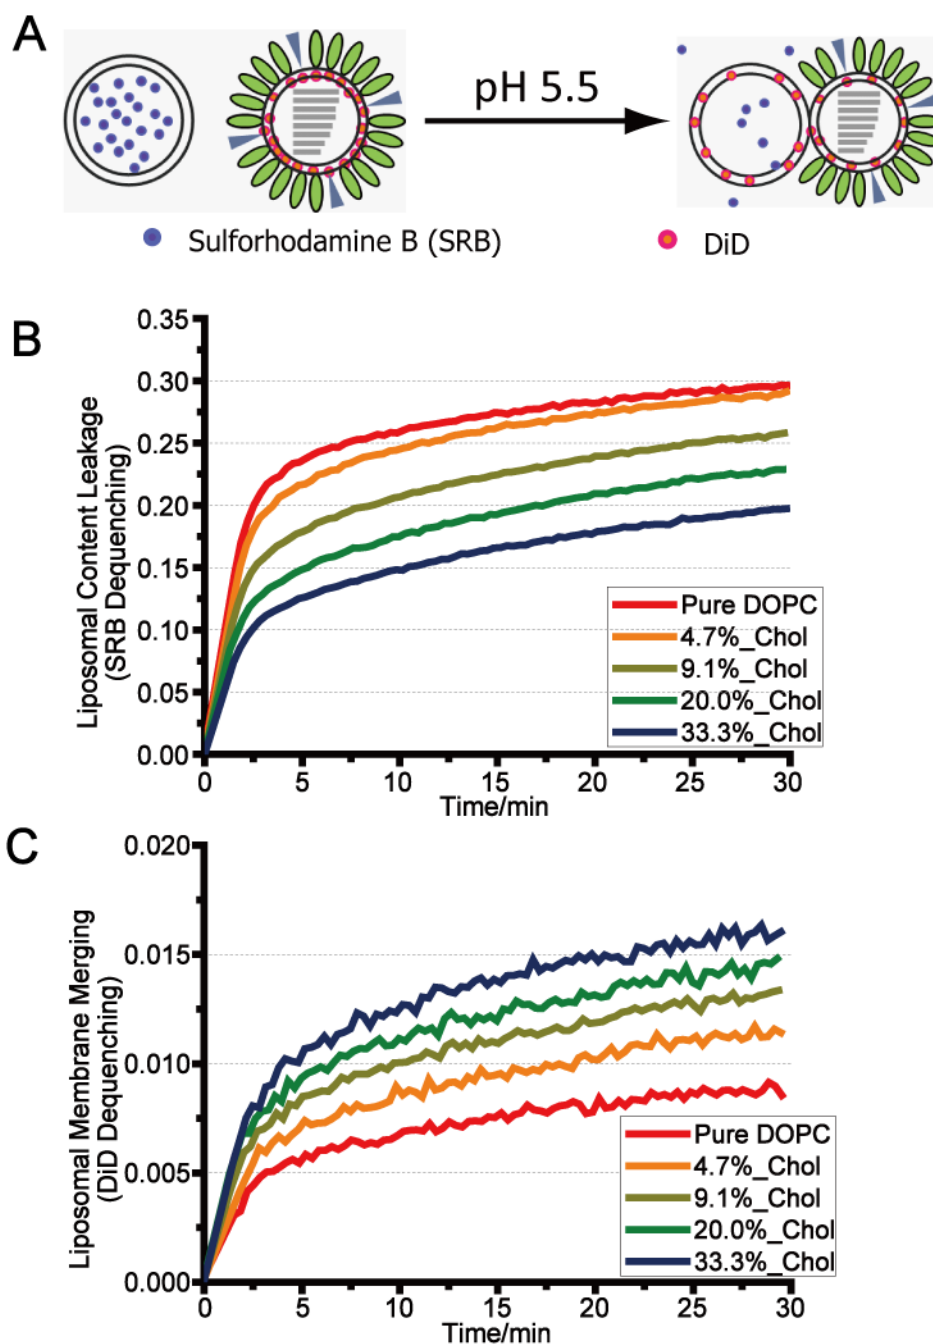 A
pH 5.5
Sulforhodamine B (SRB)
DiD
B
Liposomal Content Leakage
(SRB Dequenching)
0.35
0.30
0.25
0.20
0.15
0.10
0.05
0.00
Pure DOPC
4.7%_Chol
9.1%_Chol
20.0%_Chol
33.3%_Chol
0 5 10 15 20 25 30
Time/min
C
Liposomal Membrane Merging
(DiD Dequenching)
0.020
0.015
0.010
0.005
0.000
Pure DOPC
4.7%_Chol
9.1%_Chol
20.0%_Chol
33.3%_Chol
0 5 10 15 20 25 30
Time/min